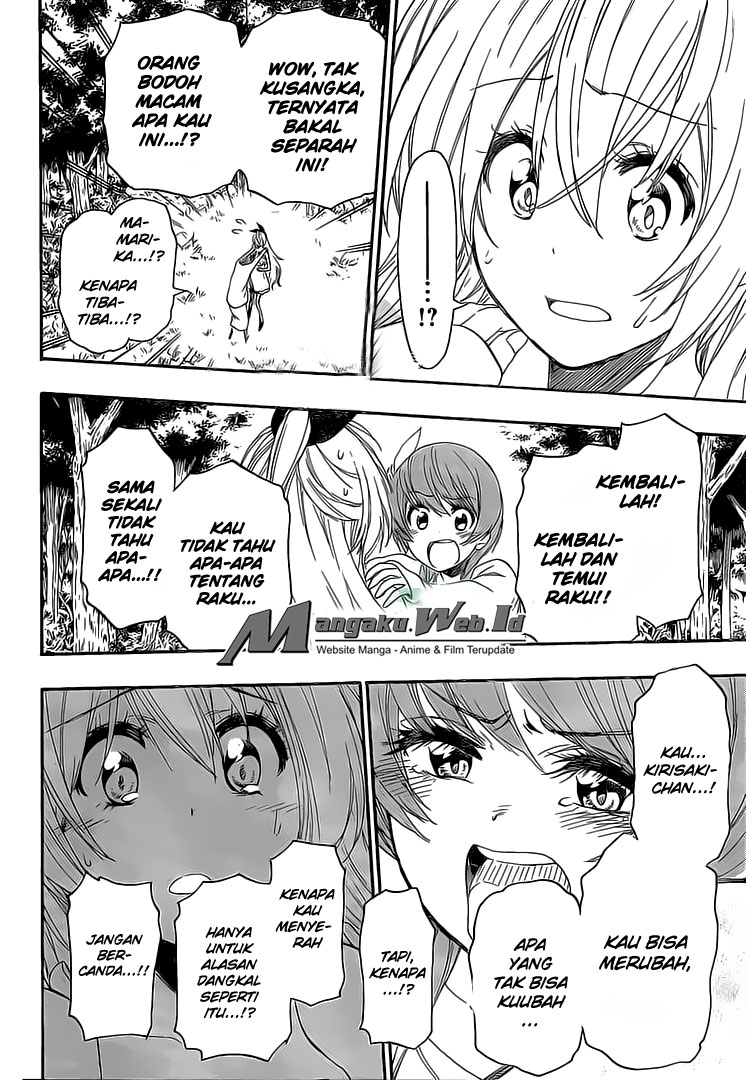 !?
WOW, TAK
KUSANGKA,
TERNYATA
BAKAL
SEPARAH
INI!
ORANG
BODOH
MACAM
APA KAU
INI...!?
MA-
MARI-
KA...!?
KENAPA
TIBA-
TIBA...!?
KEMBALI-
LAH!
KEMBALI-
LAH DAN
TEMUI
RAKU!!
KAU
TIDAK TAHU
APA-APA
TENTANG
RAKU...
SAMA
SEKALI
TIDAK
TAHU
APA-
APA...!!
Mangaku.Web.Id
Website Manga - Anime & Film Terupdate
KAU...
KIRISAKI-
CHAN...!
KAU BISA
MERUBAH,
APA
YANG
TAK BISA
KUUBAH
...
TAPI,
KENAPA
...!?
KENAPA
KAU
MENYE-
RAH
HANYA
UNTUK
ALASAN
DANGKAL
SEPERTI
ITU...!?
JANGAN
BER-
CANDA...!!